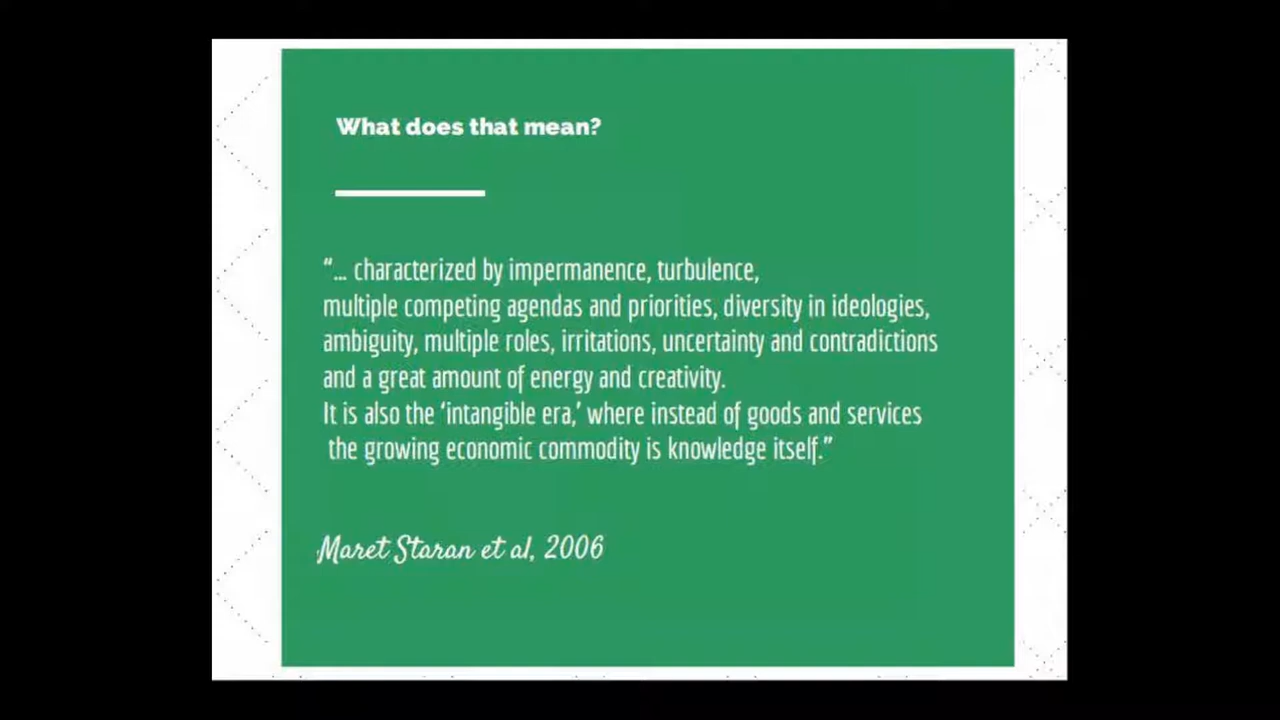 What does that mean?
“... characterized by impermanence, turbulence,
multiple competing agendas and priorities, diversity in ideologies,
ambiguity, multiple roles, irritations, uncertainty and contradictions
and a great amount of energy and creativity.
It is also the ‘intangible era,’ where instead of goods and services
the growing economic commodity is knowledge itself.”
Maret Staran et al, 2006